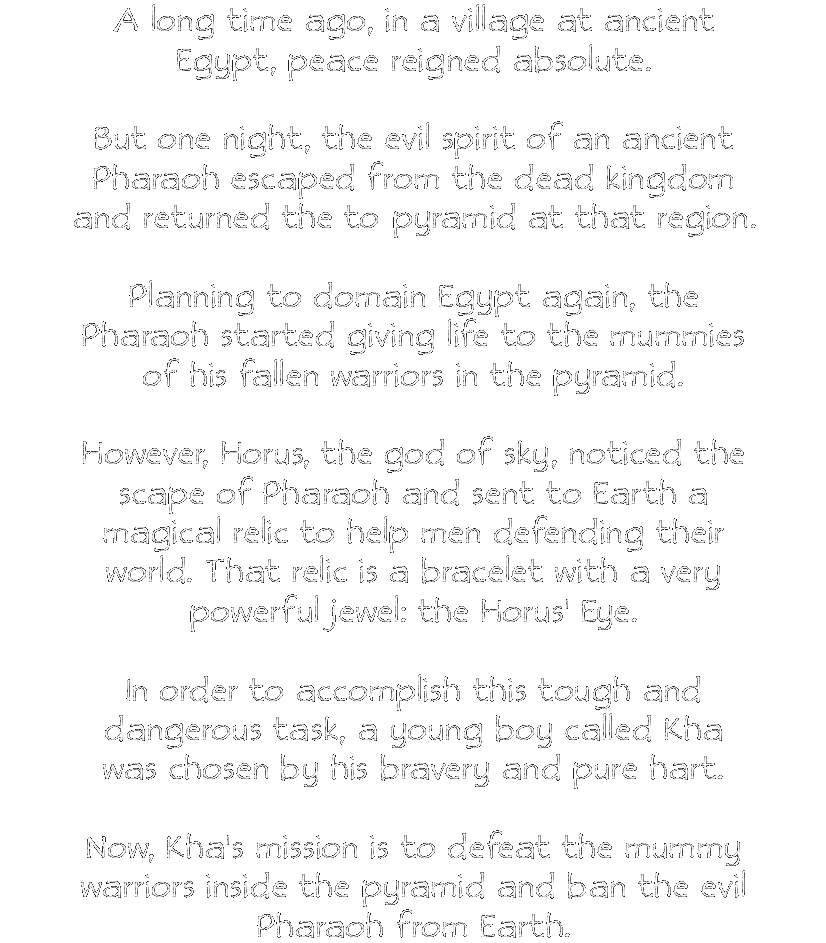 A long time ago, in a village at ancient
Egypt, peace reigned absolute.
But one night, the evil spirit of an ancient
Pharaoh escaped from the dead kingdom
and returned the to pyramid at that region.
Planning to domain Egypt again, the
Pharaoh started giving life to the mummies
of his fallen warriors in the pyramid.
However, Horus, the god of sky, noticed the
scape of Pharaoh and sent to Earth a
magical relic to help men defending their
world. That relic is a bracelet with a very
powerful jewel: the Horus' Eye.
In order to accomplish this tough and
dangerous task, a young boy called Kha
was chosen by his bravery and pure hart.
Now, Kha's mission is to defeat the mummy
warriors inside the pyramid and ban the evil
Pharaoh from Earth.